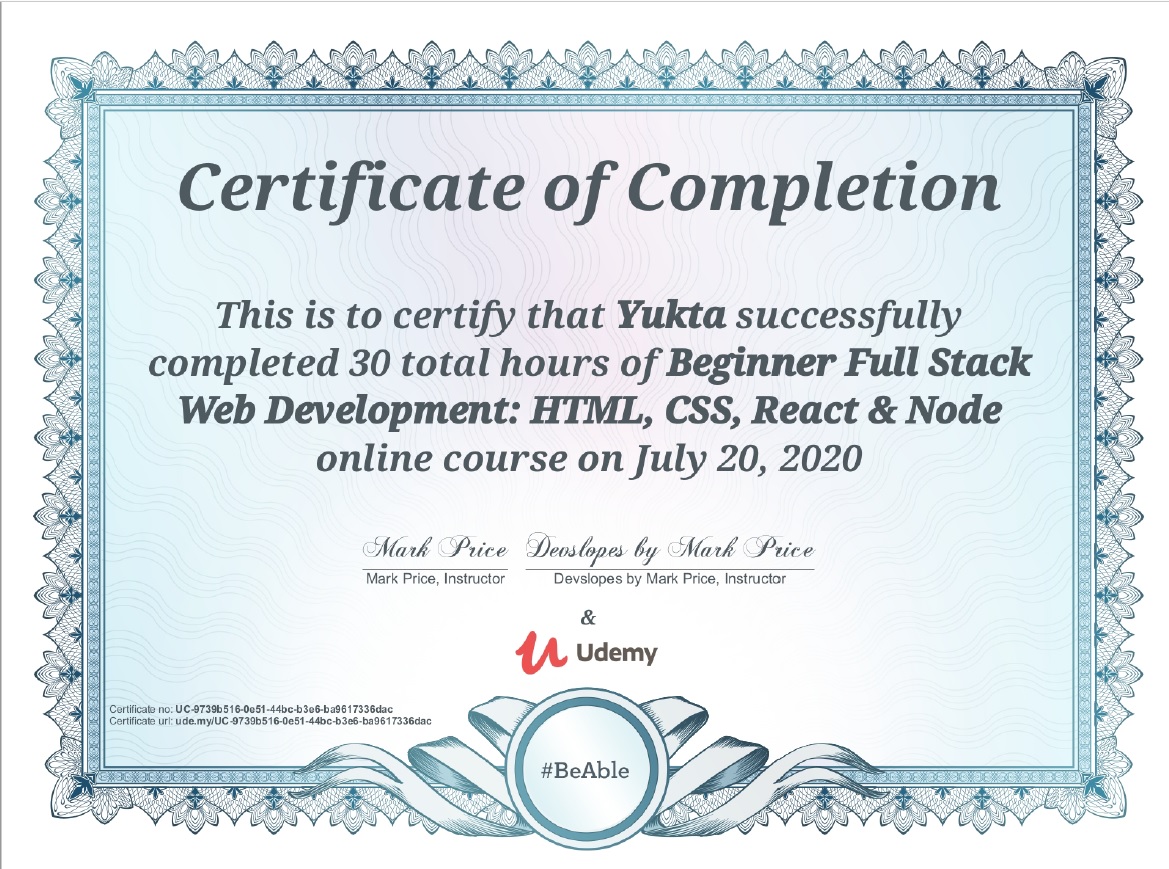 Certificate of Completion
This is to certify that Yukta successfully
completed 30 total hours of Beginner Full Stack
Web Development: HTML, CSS, React & Node
online course on July 20, 2020
Mark Price Devslopes by Mark Price
Mark Price, Instructor Devslopes by Mark Price, Instructor
&
Udemy
Certificate no: UC-9739b516-0e51-44bc-b3e6-ba9617336dac
Certificate url: ude.my/UC-9739b516-0e51-44bc-b3e6-ba9617336dac
#BeAble